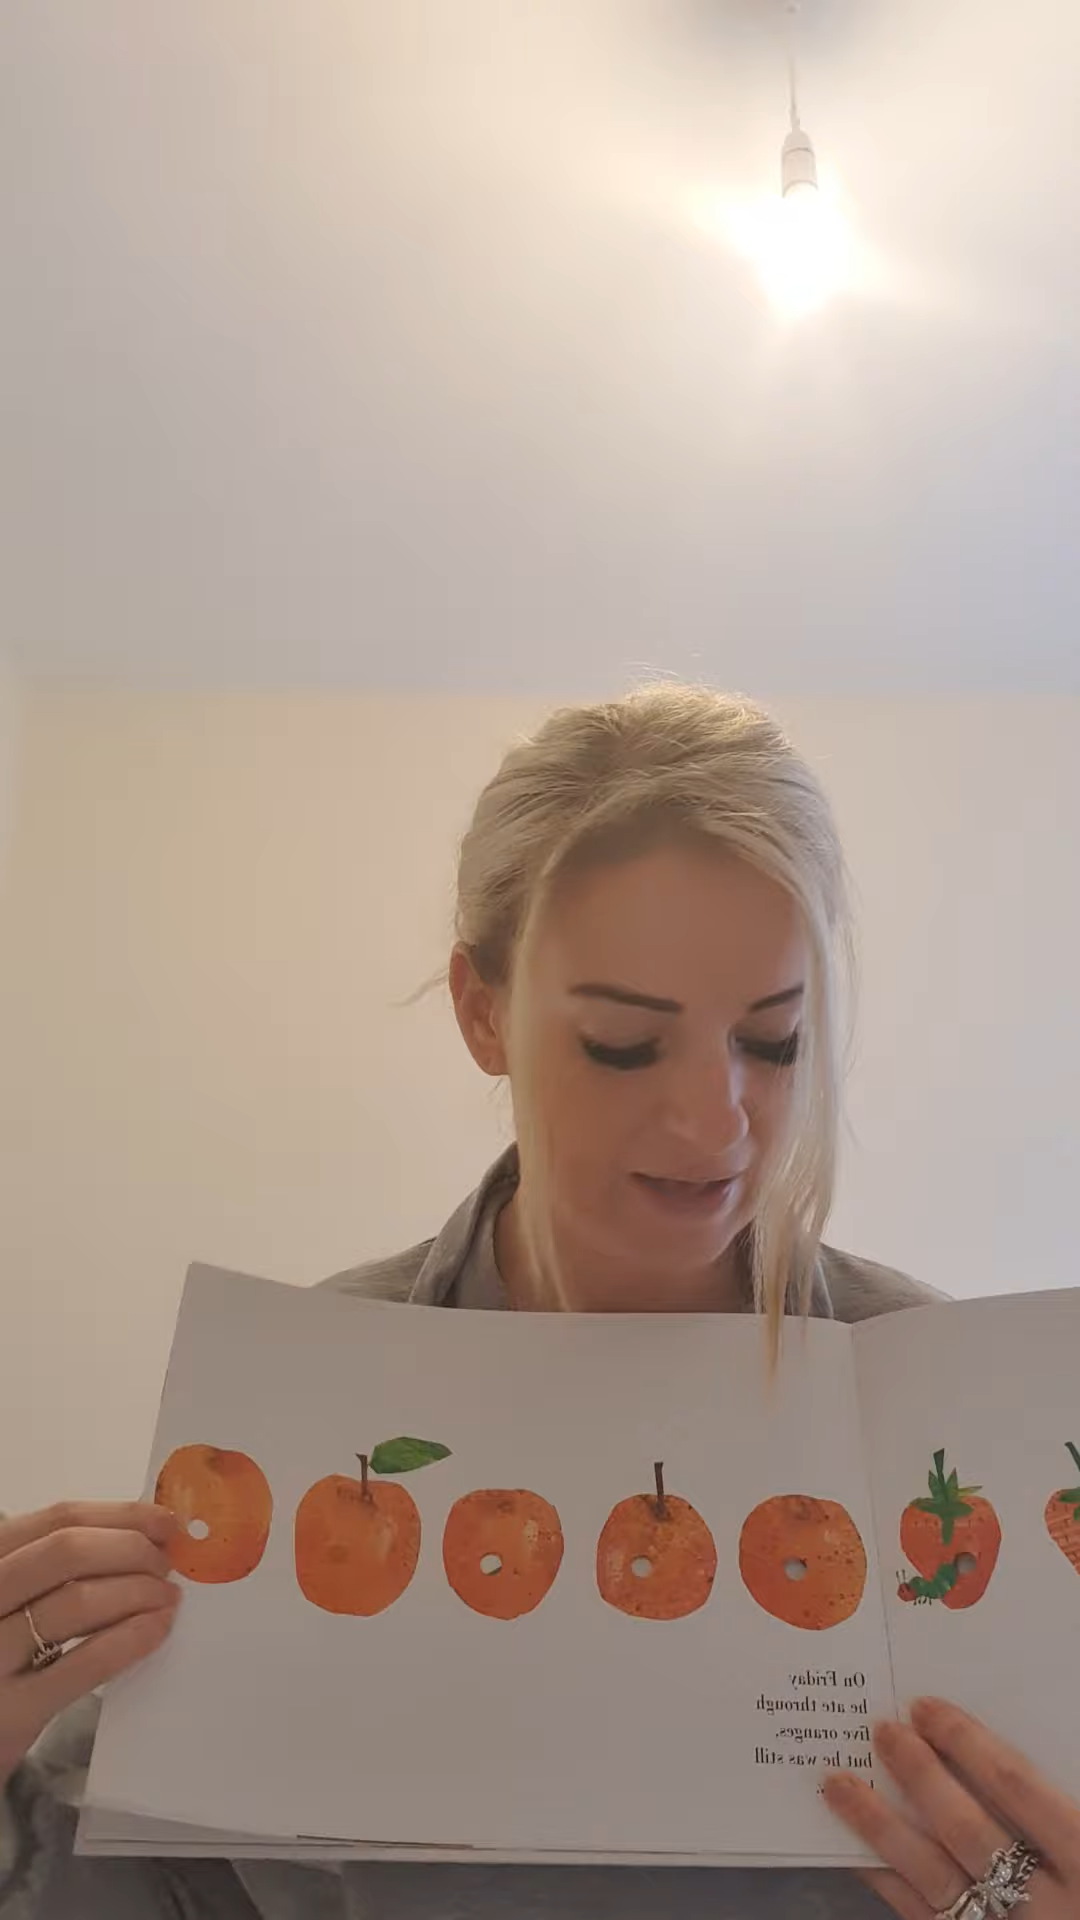 On Friday
he ate through
five oranges,
but he was still